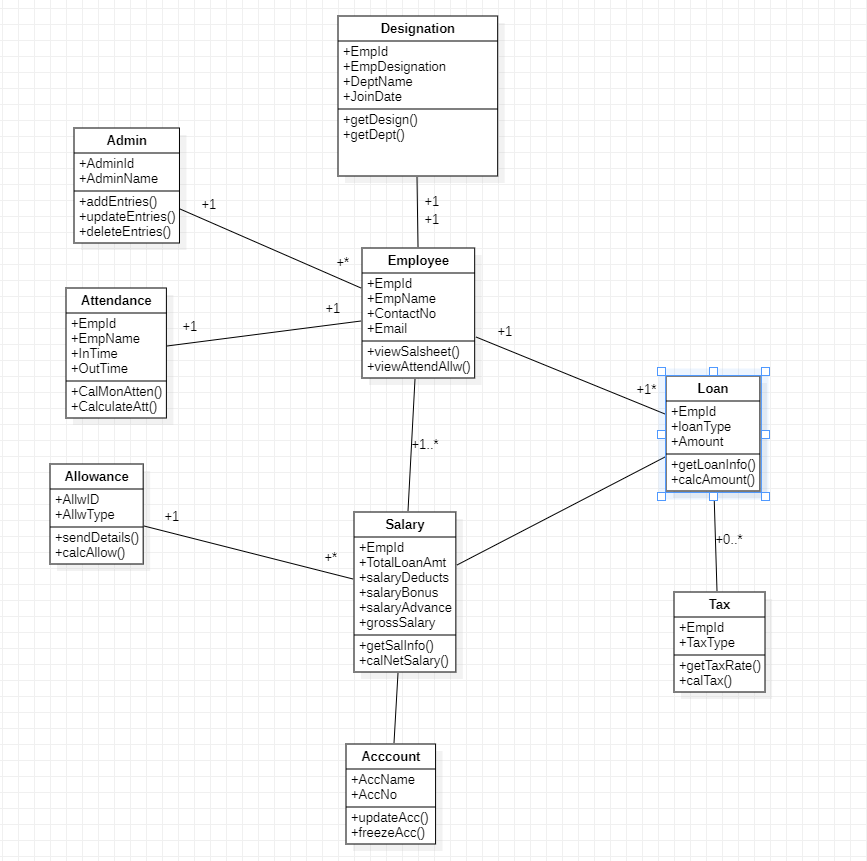 Designation
+EmpId
+EmpDesignation
+DeptName
+JoinDate
+getDesign()
+getDept()
Admin
+AdminId
+AdminName
+addEntries()
+updateEntries()
+deleteEntries()
+1
+1
+1
+*
Employee
+EmpId
+EmpName
+ContactNo
+Email
+viewSalsheet()
+viewAttendAllw()
Attendance
+EmpId
+EmpName
+InTime
+OutTime
+CalMonAtten()
+CalculateAtt()
+1
+1
+1
+1*
Loan
+EmpId
+loanType
+Amount
+getLoanInfo()
+calcAmount()
+1..*
Allowance
+AllwID
+AllwType
+sendDetails()
+calcAllow()
+1
+*
Salary
+EmpId
+TotalLoanAmt
+salaryDeducts
+salaryBonus
+salaryAdvance
+grossSalary
+getSalInfo()
+calNetSalary()
+0..*
Tax
+EmpId
+TaxType
+getTaxRate()
+calTax()
Acccount
+AccName
+AccNo
+updateAcc()
+freezeAcc()